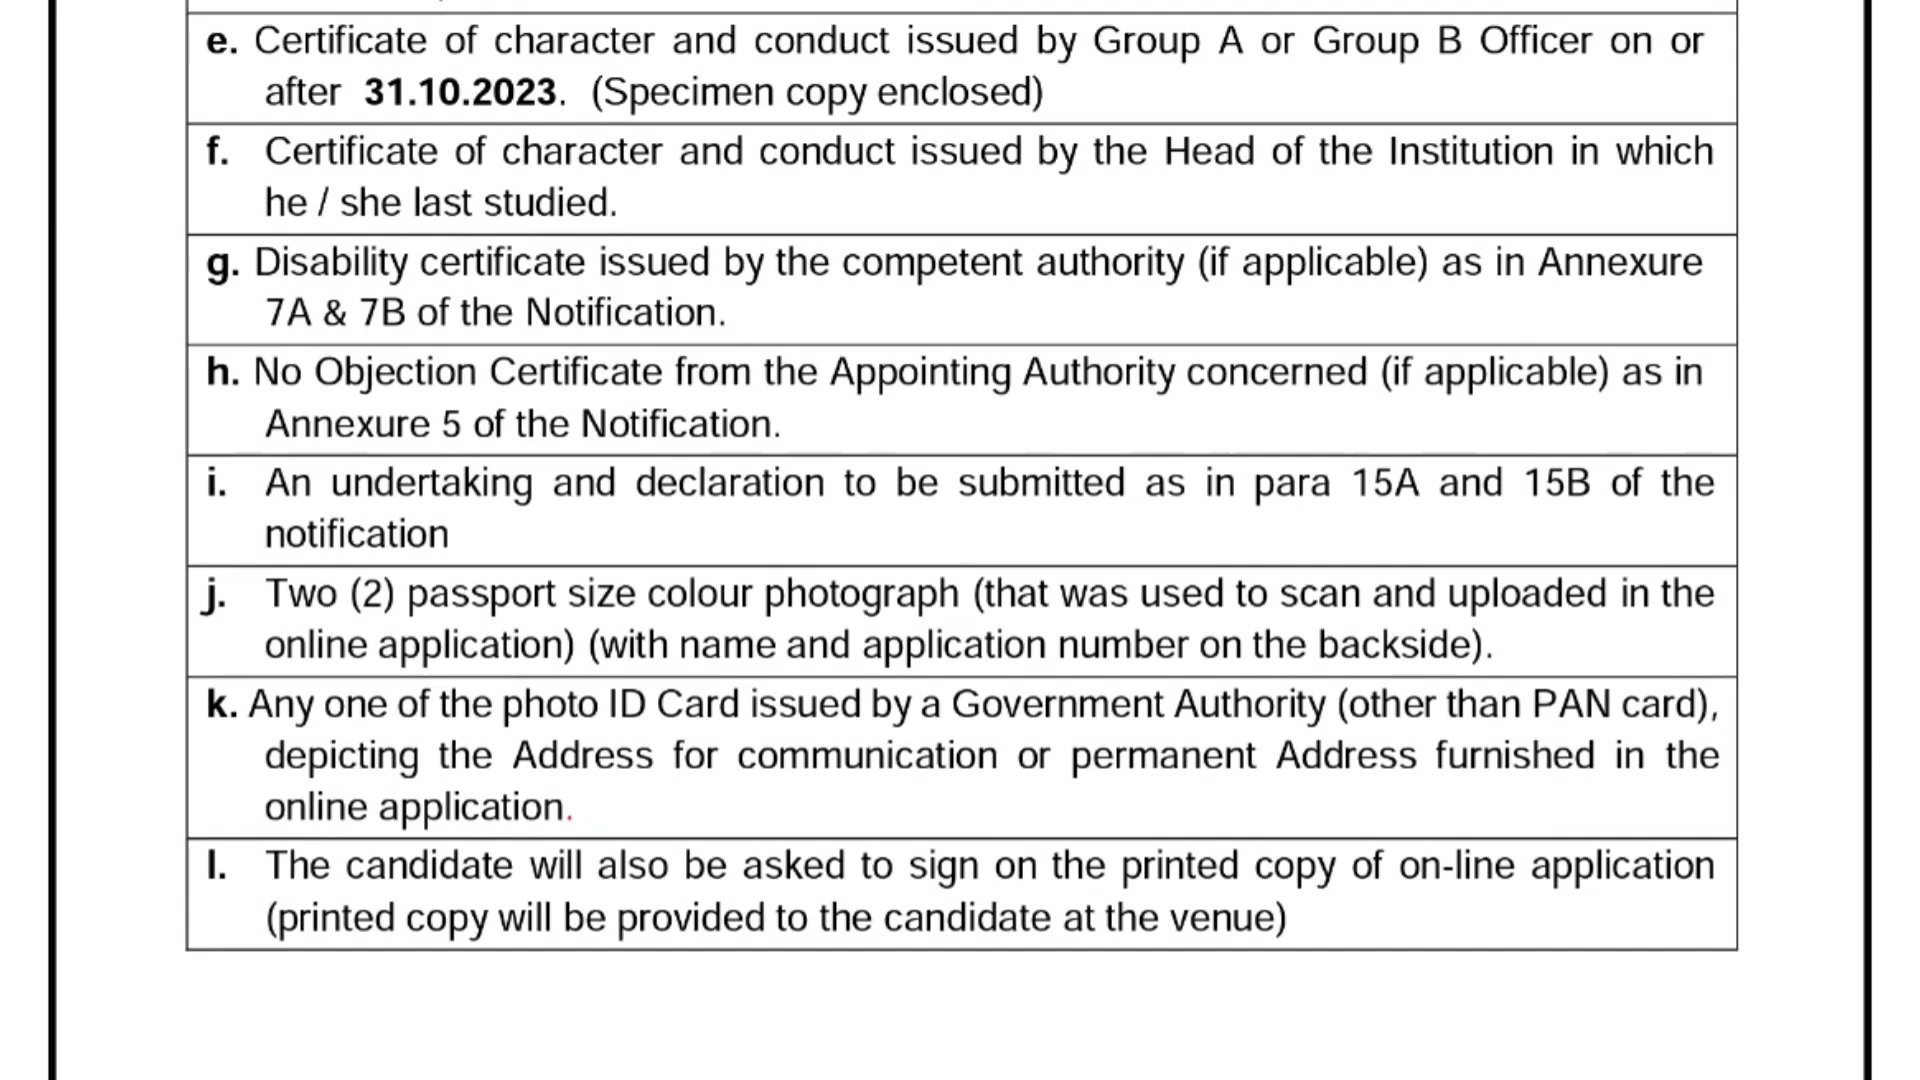 e. Certificate of character and conduct issued by Group A or Group B Officer on or
after 31.10.2023. (Specimen copy enclosed)
f. Certificate of character and conduct issued by the Head of the Institution in which
he / she last studied.
g. Disability certificate issued by the competent authority (if applicable) as in Annexure
7A & 7B of the Notification.
h. No Objection Certificate from the Appointing Authority concerned (if applicable) as in
Annexure 5 of the Notification.
i. An undertaking and declaration to be submitted as in para 15A and 15B of the
notification
j. Two (2) passport size colour photograph (that was used to scan and uploaded in the
online application) (with name and application number on the backside).
k. Any one of the photo ID Card issued by a Government Authority (other than PAN card),
depicting the Address for communication or permanent Address furnished in the
online application.
l. The candidate will also be asked to sign on the printed copy of on-line application
(printed copy will be provided to the candidate at the venue)